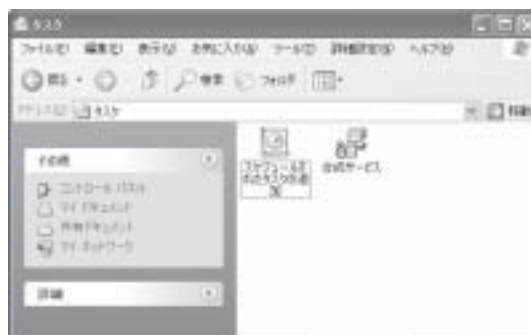 タスク
ファイル(F) 編集(E) 表示(V) お気に入り(A) ツール(T) 詳細設定(N) ヘルプ(H)
戻る 検索 フォルダ
アドレス(D) タスク 移動
その他
コントロール パネル
マイ ドキュメント
共有ドキュメント
マイ ネットワーク
詳細
スケジュールされたタスクの追加
合成サービス